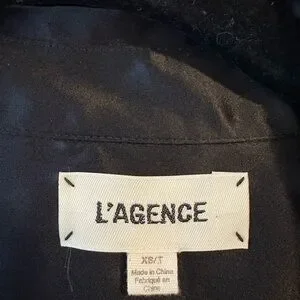 L'AGENCE
XS/T
Made in China
Fabriqué en
Chine